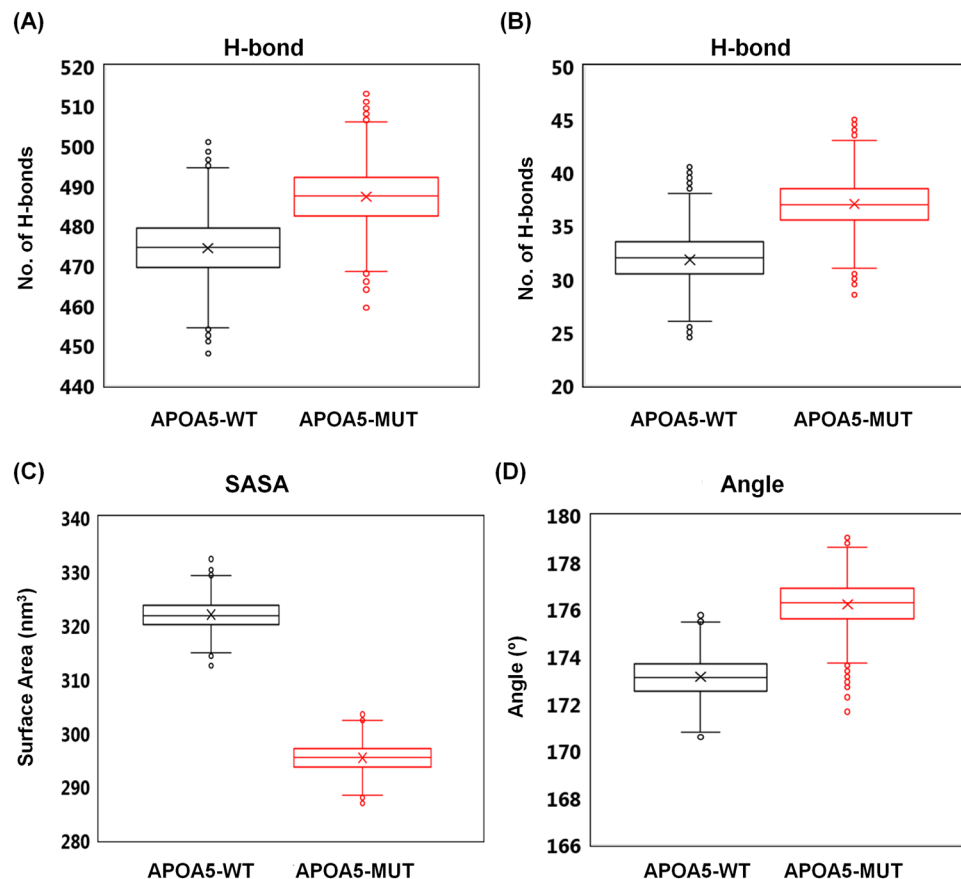 (A)
H-bond
No. of H-bonds
520
510
500
490
480
470
460
450
440
APOA5-WT APOA5-MUT
(B)
H-bond
No. of H-bonds
50
45
40
35
30
25
20
APOA5-WT APOA5-MUT
(C)
SASA
Surface Area (nm³)
340
330
320
310
300
290
280
APOA5-WT APOA5-MUT
(D)
Angle
Angle (º)
180
178
176
174
172
170
168
166
APOA5-WT APOA5-MUT